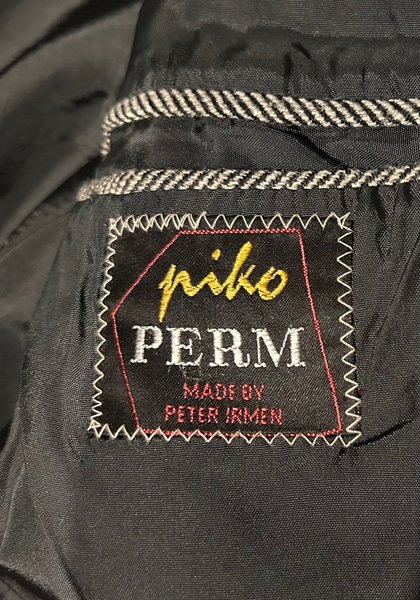 piko
PERM
MADE BY
PETER IRMEN